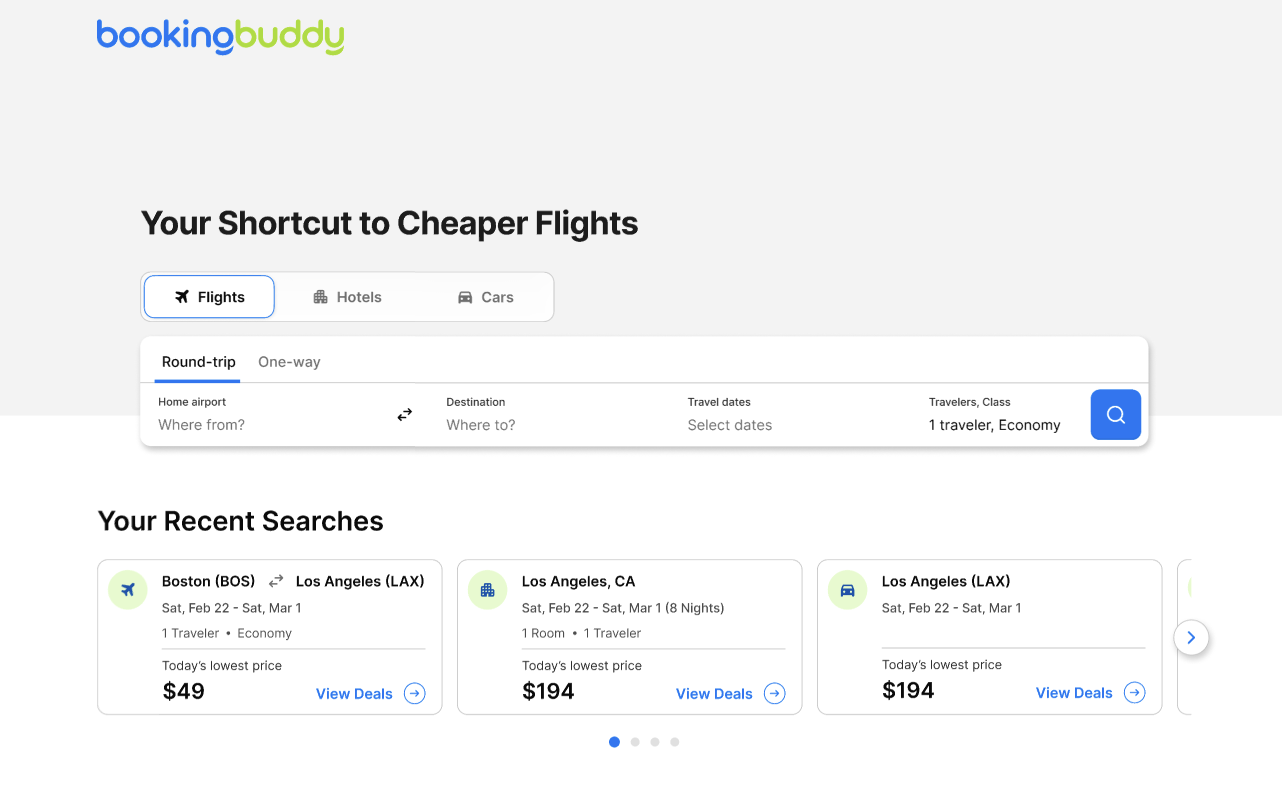 bookingbuddy
Your Shortcut to Cheaper Flights
Flights
Hotels
Cars
Round-trip
One-way
Home airport
Where from?
Destination
Where to?
Travel dates
Select dates
Travelers, Class
1 traveler, Economy
Your Recent Searches
Boston (BOS) Los Angeles (LAX)
Sat, Feb 22 - Sat, Mar 1
1 Traveler • Economy
Today’s lowest price
$49
View Deals
Los Angeles, CA
Sat, Feb 22 - Sat, Mar 1 (8 Nights)
1 Room • 1 Traveler
Today’s lowest price
$194
View Deals
Los Angeles (LAX)
Sat, Feb 22 - Sat, Mar 1
Today’s lowest price
$194
View Deals